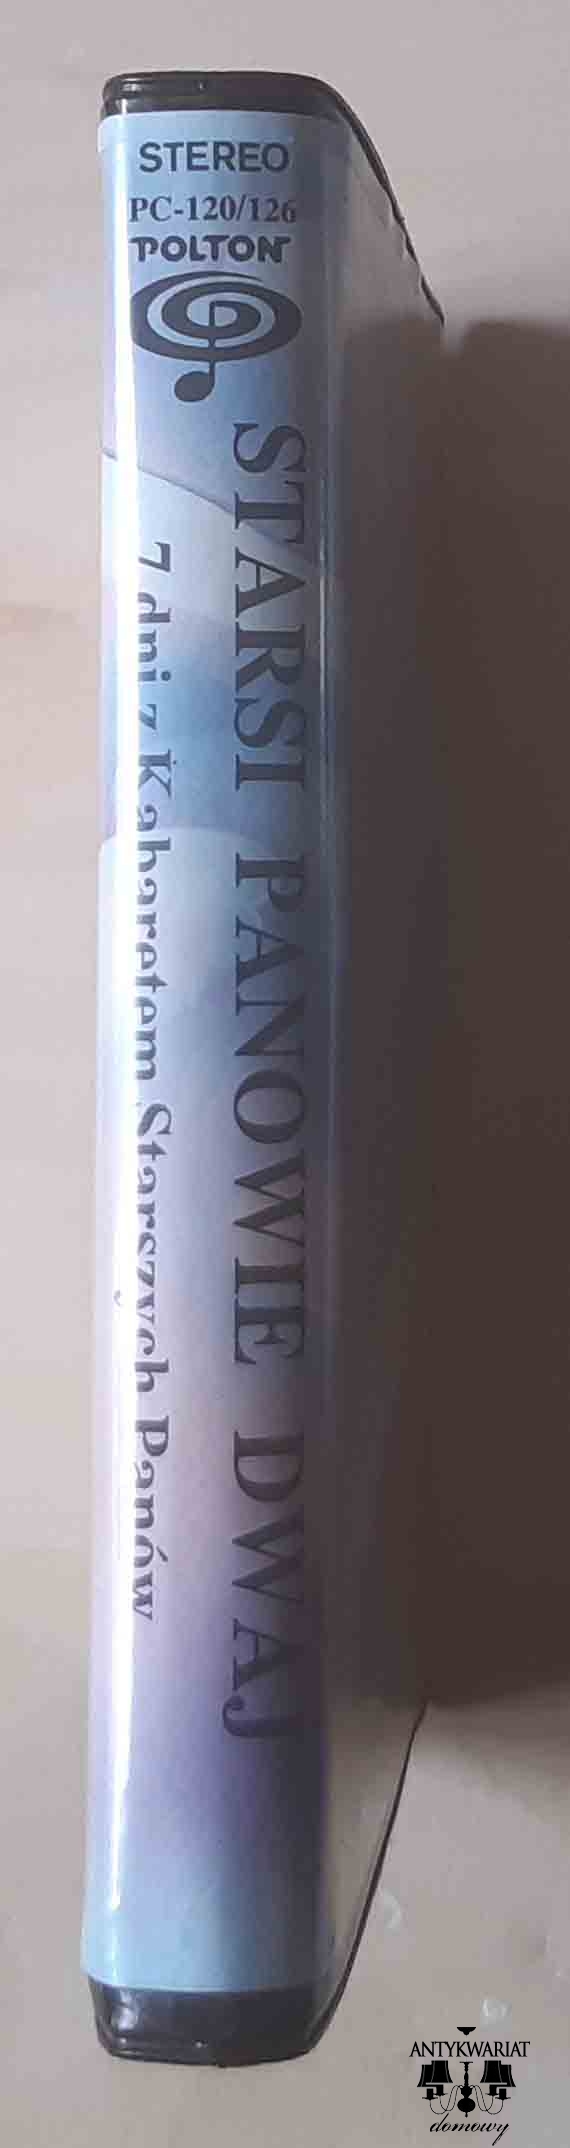 STEREO
PC-120/126
POLTON
STARSI PANOWIE DWAJ
7 dni z Kabaretem Starszych Panów
ANTYKWARIAT
domowy